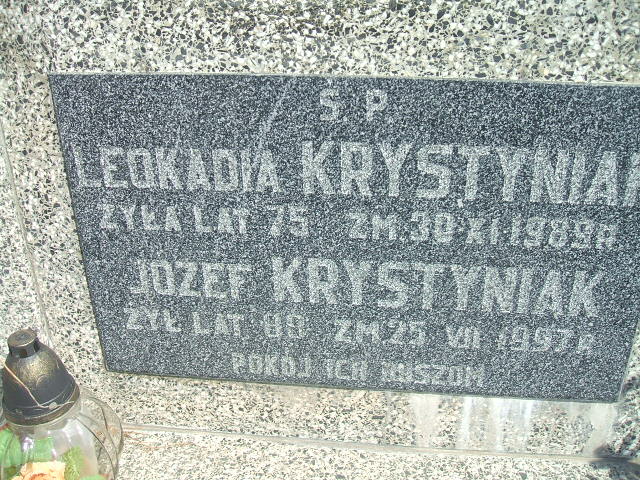 Ś P
LEOKADIA KRYSTYNIAK
ŻYŁA LAT 75 ZM. 30 XI 1989R
JÓZEF KRYSTYNIAK
ŻYŁ LAT ZM 25 VII 1997R
POKÓJ ICH DUSZOM